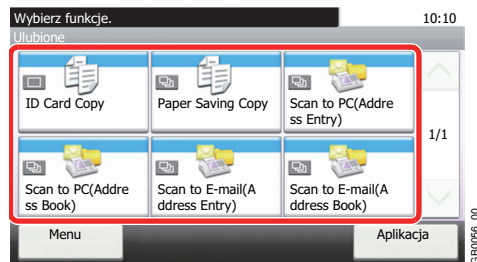 Wybierz funkcje.
10:10
Ulubione
ID Card Copy
Paper Saving Copy
Scan to PC(Addre
ss Entry)
1/1
Scan to PC(Addre
ss Book)
Scan to E-mail(A
ddress Entry)
Scan to E-mail(A
ddress Book)
Menu
Aplikacja
GB0056_00